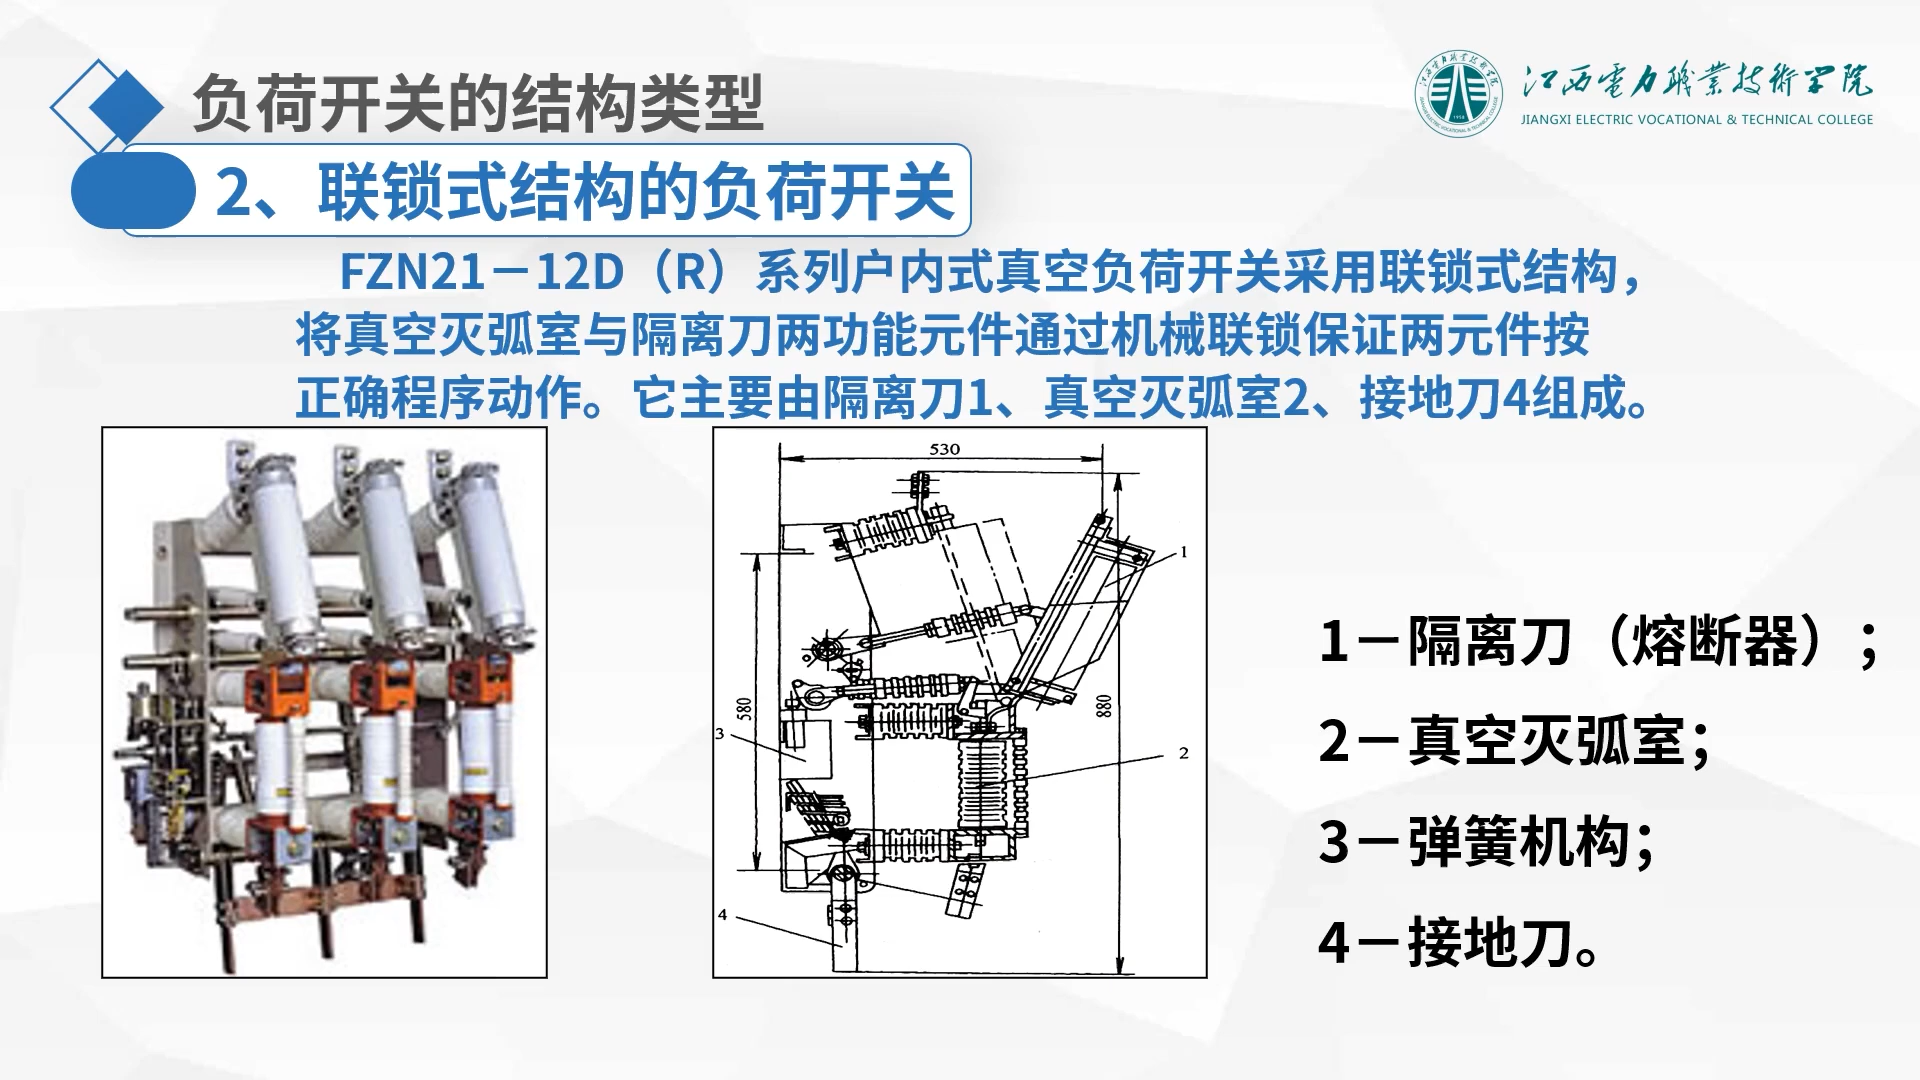 负荷开关的结构类型
江西電力職業技術学院
JIANGXI ELECTRIC VOCATIONAL & TECHNICAL COLLEGE
2、联锁式结构的负荷开关
FZN21－12D（R）系列户内式真空负荷开关采用联锁式结构，
将真空灭弧室与隔离刀两功能元件通过机械联锁保证两元件按
正确程序动作。它主要由隔离刀1、真空灭弧室2、接地刀4组成。
530
1
580
880
3
2
4
1－隔离刀（熔断器）；
2－真空灭弧室；
3－弹簧机构；
4－接地刀。